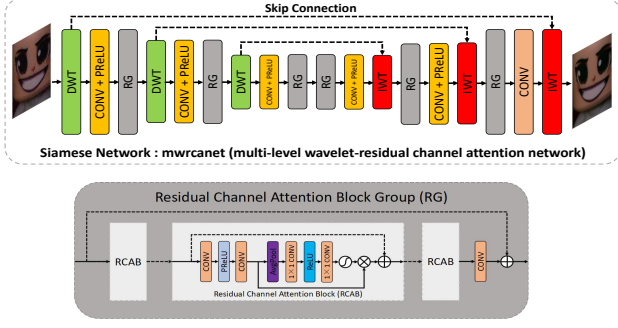 Skip Connection
DWT
CONV + PReLU
RG
DWT
CONV + PReLU
RG
DWT
CONV + PReLU
RG
RG
CONV + PReLU
IWT
RG
CONV + PReLU
IWT
RG
CONV
IWT
Siamese Network : mwrcanet (multi-level wavelet-residual channel attention network)
Residual Channel Attention Block Group (RG)
RCAB
CONV
PReLU
CONV
AvgPool
1×1 CONV
ReLU
1×1 CONV
Residual Channel Attention Block (RCAB)
RCAB
CONV